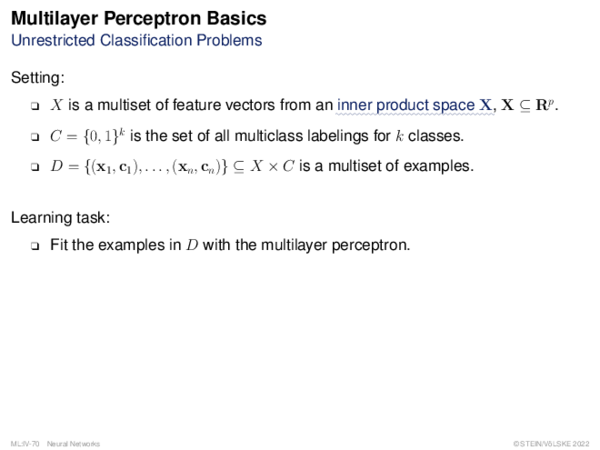 Multilayer Perceptron Basics
Unrestricted Classification Problems
Setting:
❑ X is a multiset of feature vectors from an inner product space X, X ⊆ Rᵖ.
❑ C = {0, 1}ᵏ is the set of all multiclass labelings for k classes.
❑ D = {(x₁, c₁), . . . , (xₙ, cₙ)} ⊆ X × C is a multiset of examples.
Learning task:
❑ Fit the examples in D with the multilayer perceptron.
ML:IV-70 Neural Networks
© STEIN/VÖLSKE 2022